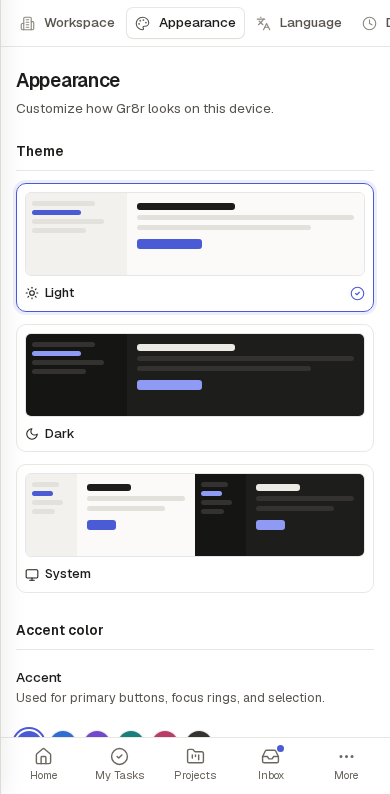 Workspace
Appearance
Language
Appearance
Customize how Gr8r looks on this device.
Theme
Light
Dark
System
Accent color
Accent
Used for primary buttons, focus rings, and selection.
Home
My Tasks
Projects
Inbox
More